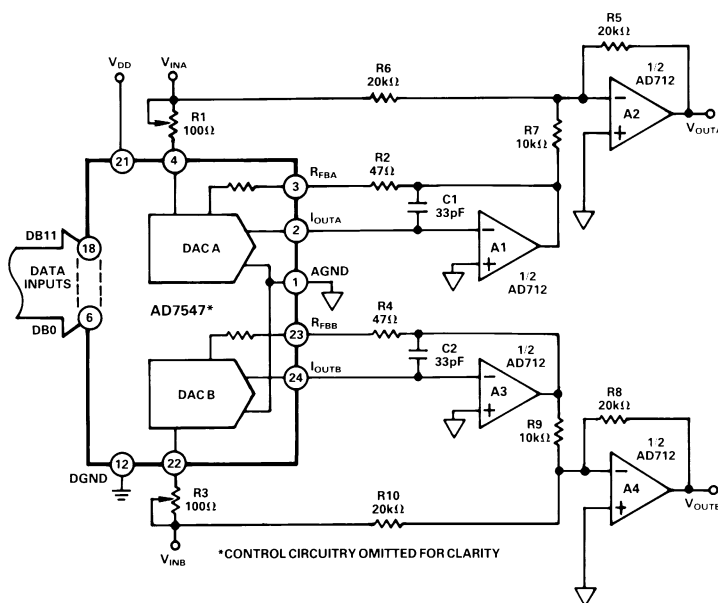 R5
20kΩ
VDD
VINA
R6
20kΩ
1/2
AD712
R1
100Ω
A2
VOUTA
R7
10kΩ
21
4
RFBA
R2
47Ω
3
C1
33pF
IOUTA
2
DB11
DAC A
A1
18
DATA
INPUTS
AGND
1
1/2
AD712
6
DB0
AD7547*
RFBB
R4
47Ω
23
C2
33pF
1/2
AD712
IOUTB
24
A3
R8
20kΩ
DAC B
R9
10kΩ
1/2
AD712
12
22
DGND
A4
R3
100Ω
R10
20kΩ
VOUTB
VINB
*CONTROL CIRCUITRY OMITTED FOR CLARITY